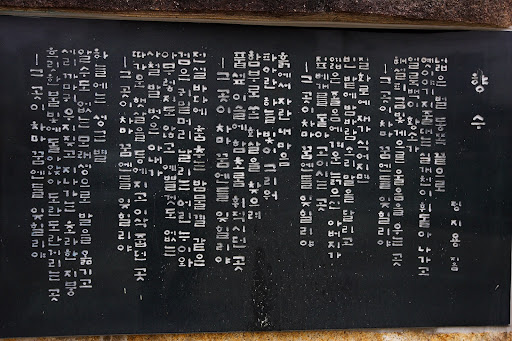 향 수
정 지 용 지음
넓은 벌 동쪽 끝으로
옛이야기 지줄대는 실개천이 휘돌아 나가고
얼룩백이 황소가
해설피 금빛 게으른 울음을 우는 곳
―그 곳이 차마 꿈엔들 잊힐리야
질화로에 재가 식어지면
빈 밭에 밤바람 소리 말을 달리고
엷은 졸음에 겨운 늙으신 아버지가
짚베개를 돋아 고이시는 곳
―그 곳이 차마 꿈엔들 잊힐리야
흙에서 자란 내 마음
파아란 하늘 빛이 그리워
함부로 쏜 화살을 찾으려
풀섶 이슬에 함초롬 휘적시던 곳
―그 곳이 차마 꿈엔들 잊힐리야
전설 바다에 춤추는 밤물결 같은
검은 귀밑머리 날리는 어린 누이와
아무렇지도 않고 예쁠 것도 없는
사철 발벗은 아내가
따가운 햇살을 등에지고 이삭 줍던 곳
―그 곳이 차마 꿈엔들 잊힐리야
하늘에는 성근 별
알 수도 없는 모래성으로 발을 옮기고
서리 까마귀 우지짖고 지나가는 초라한 지붕
흐릿한 불빛에 돌아 앉아 도란도란거리는 곳
―그 곳이 차마 꿈엔들 잊힐리야